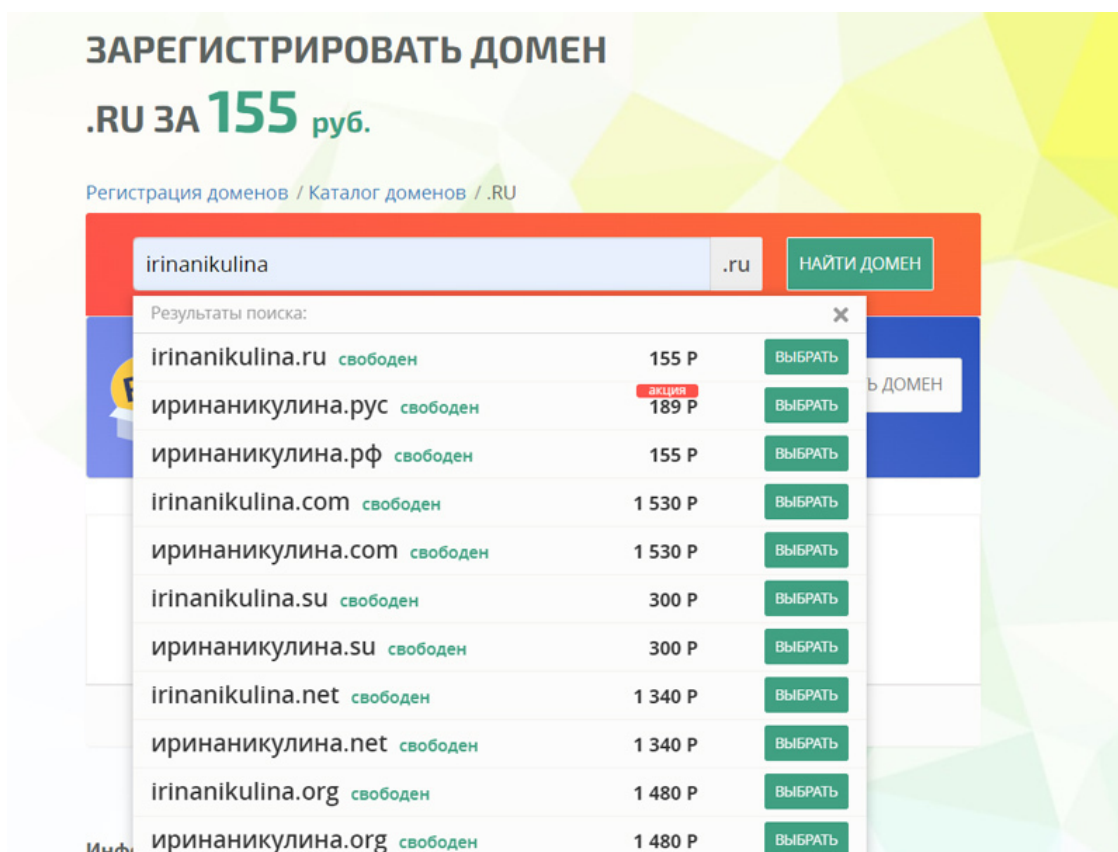 ЗАРЕГИСТРИРОВАТЬ ДОМЕН
.RU ЗА 155 руб.
Регистрация доменов / Каталог доменов / .RU
irinanikulina .ru НАЙТИ ДОМЕН
Результаты поиска: ×
irinanikulina.ru свободен 155 Р ВЫБРАТЬ
Ь ДОМЕН
акция
иринаникулина.рус свободен 189 Р ВЫБРАТЬ
иринаникулина.рф свободен 155 Р ВЫБРАТЬ
irinanikulina.com свободен 1 530 Р ВЫБРАТЬ
иринаникулина.com свободен 1 530 Р ВЫБРАТЬ
irinanikulina.su свободен 300 Р ВЫБРАТЬ
иринаникулина.su свободен 300 Р ВЫБРАТЬ
irinanikulina.net свободен 1 340 Р ВЫБРАТЬ
иринаникулина.net свободен 1 340 Р ВЫБРАТЬ
irinanikulina.org свободен 1 480 Р ВЫБРАТЬ
иринаникулина.org свободен 1 480 Р ВЫБРАТЬ